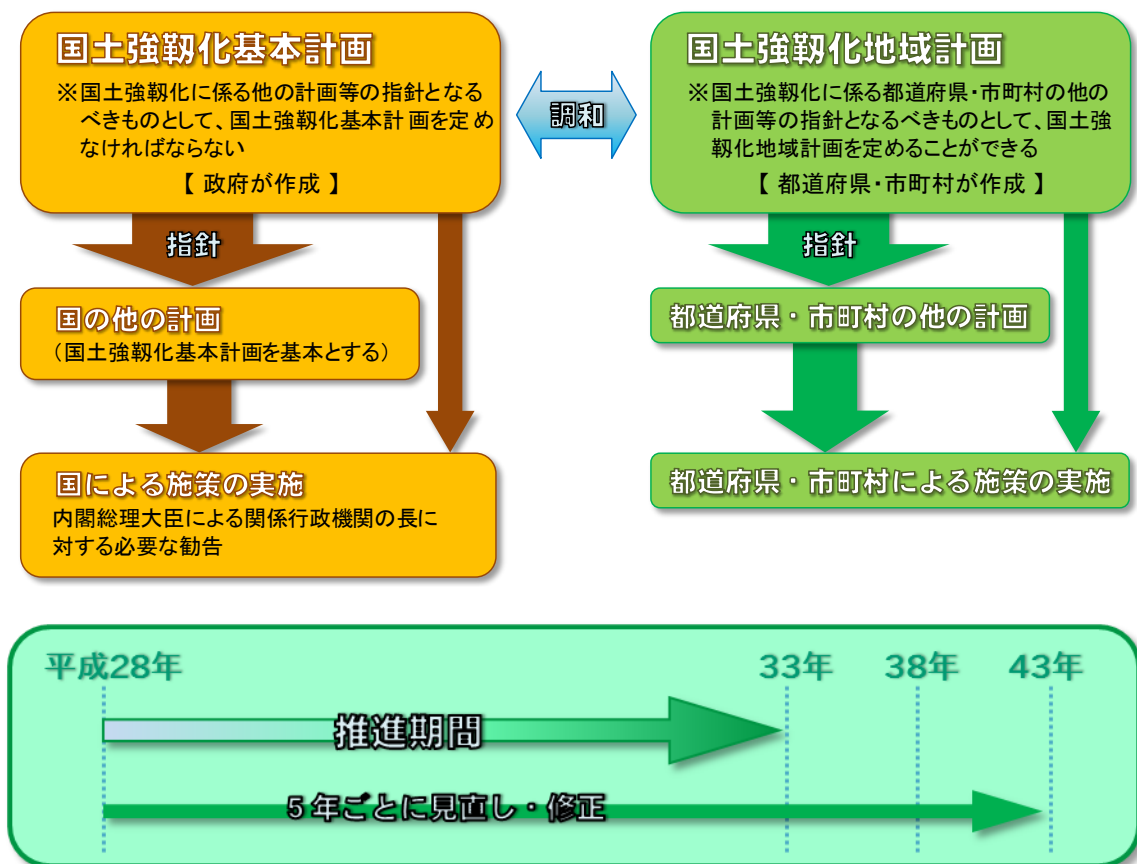 国土強靱化基本計画
※国土強靱化に係る他の計画等の指針となる
べきものとして、国土強靱化基本計画を定め
なければならない
【 政府が作成 】
調和
国土強靱化地域計画
※国土強靱化に係る都道府県・市町村の他の
計画等の指針となるべきものとして、国土強
靱化地域計画を定めることができる
【 都道府県・市町村が作成 】
指針
指針
国の他の計画
（国土強靱化基本計画を基本とする）
都道府県・市町村の他の計画
国による施策の実施
内閣総理大臣による関係行政機関の長に
対する必要な勧告
都道府県・市町村による施策の実施
平成28年 33年 38年 43年
推進期間
5年ごとに見直し・修正